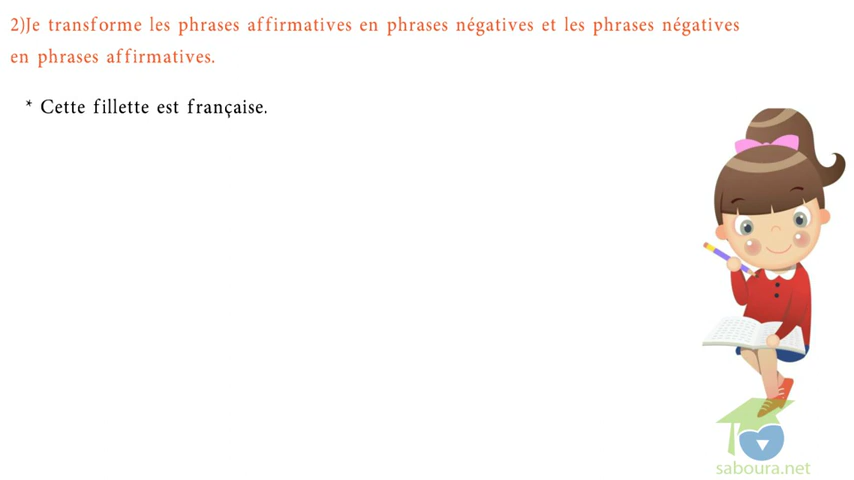 2)Je transforme les phrases affirmatives en phrases négatives et les phrases négatives
en phrases affirmatives.
* Cette fillette est française.
saboura.net